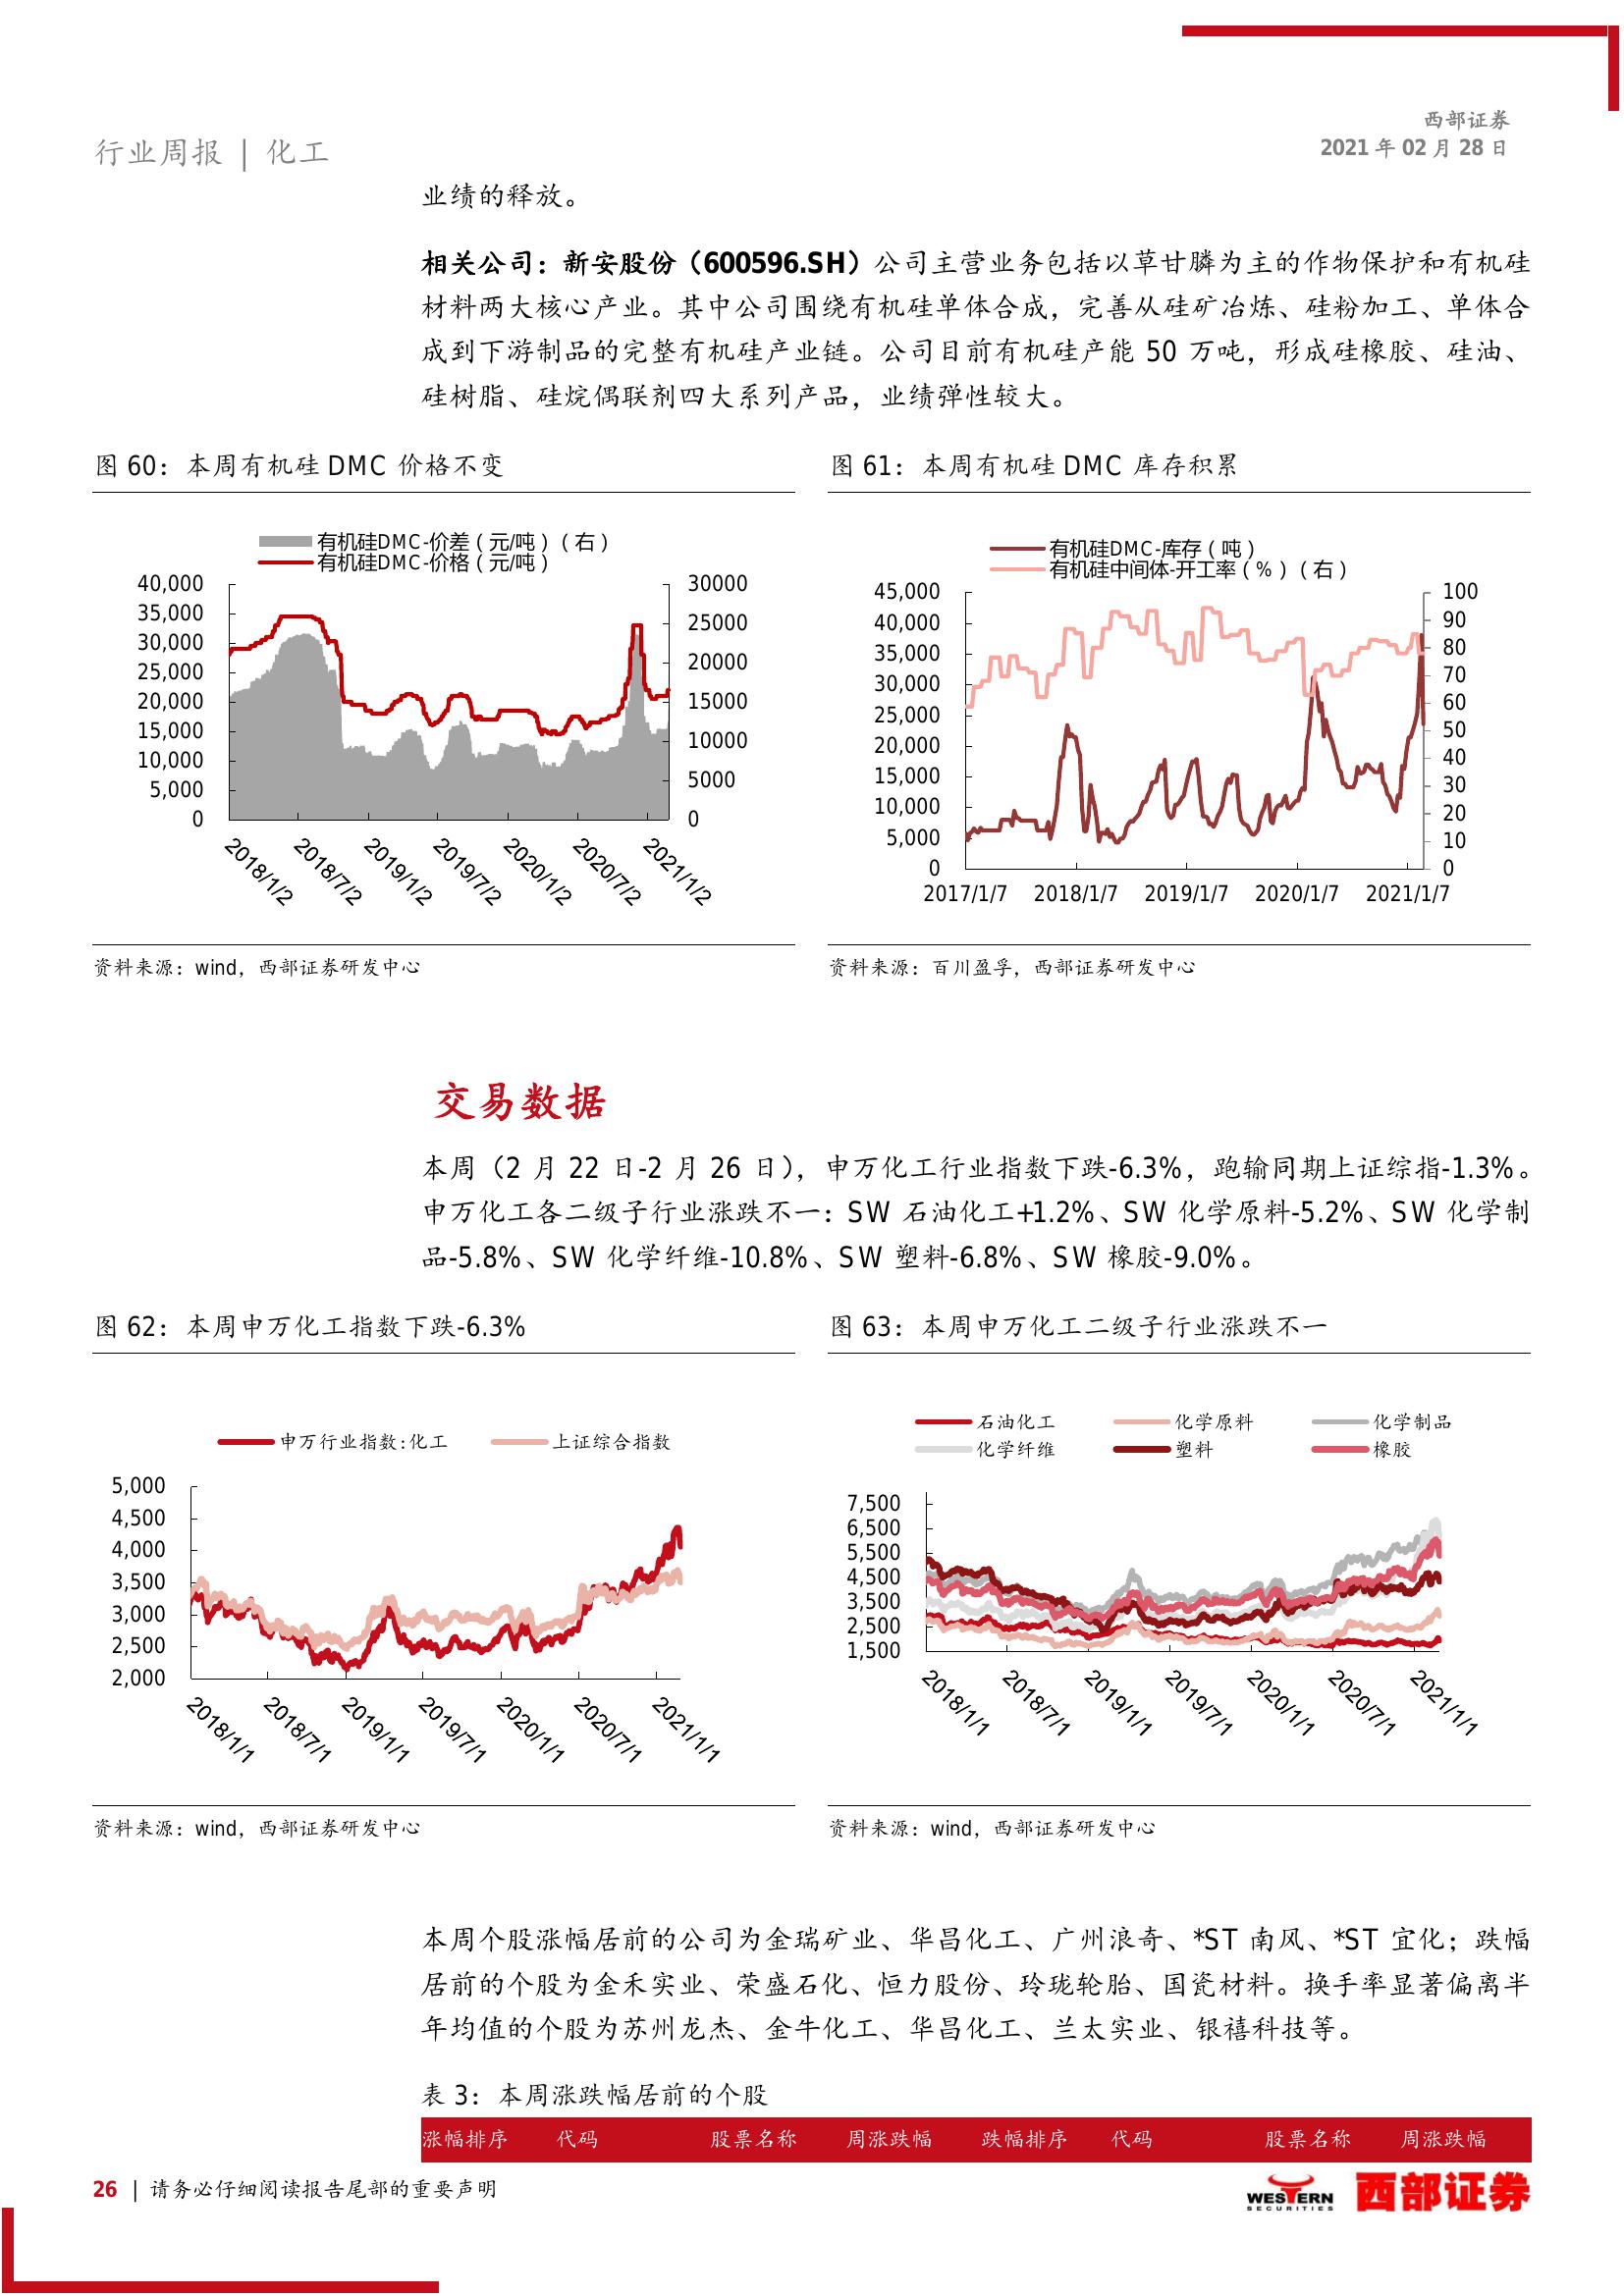 西部证券
行业周报 | 化工
2021 年 02 月 28 日
业绩的释放。
相关公司：新安股份（600596.SH）公司主营业务包括以草甘膦为主的作物保护和有机硅
材料两大核心产业。其中公司围绕有机硅单体合成，完善从硅矿冶炼、硅粉加工、单体合
成到下游制品的完整有机硅产业链。公司目前有机硅产能 50 万吨，形成硅橡胶、硅油、
硅树脂、硅烷偶联剂四大系列产品，业绩弹性较大。
图 60：本周有机硅 DMC 价格不变
有机硅DMC-价差（元/吨）（右）
有机硅DMC-价格（元/吨）
40,000
35,000
30,000
25,000
20,000
15,000
10,000
5,000
0
30000
25000
20000
15000
10000
5000
0
2018/1/2
2018/7/2
2019/1/2
2019/7/2
2020/1/2
2020/7/2
2021/1/2
资料来源：wind，西部证券研发中心
图 61：本周有机硅 DMC 库存积累
有机硅DMC-库存（吨）
有机硅中间体-开工率（%）（右）
45,000
40,000
35,000
30,000
25,000
20,000
15,000
10,000
5,000
0
100
90
80
70
60
50
40
30
20
10
0
2017/1/7 2018/1/7 2019/1/7 2020/1/7 2021/1/7
资料来源：百川盈孚，西部证券研发中心
交易数据
本周（2 月 22 日-2 月 26 日），申万化工行业指数下跌-6.3%，跑输同期上证综指-1.3%。
申万化工各二级子行业涨跌不一：SW 石油化工+1.2%、SW 化学原料-5.2%、SW 化学制
品-5.8%、SW 化学纤维-10.8%、SW 塑料-6.8%、SW 橡胶-9.0%。
图 62：本周申万化工指数下跌-6.3%
申万行业指数:化工 上证综合指数
5,000
4,500
4,000
3,500
3,000
2,500
2,000
2018/1/1
2018/7/1
2019/1/1
2019/7/1
2020/1/1
2020/7/1
2021/1/1
资料来源：wind，西部证券研发中心
图 63：本周申万化工二级子行业涨跌不一
石油化工 化学原料 化学制品
化学纤维 塑料 橡胶
7,500
6,500
5,500
4,500
3,500
2,500
1,500
2018/1/1
2018/7/1
2019/1/1
2019/7/1
2020/1/1
2020/7/1
2021/1/1
资料来源：wind，西部证券研发中心
本周个股涨幅居前的公司为金瑞矿业、华昌化工、广州浪奇、*ST 南风、*ST 宜化；跌幅
居前的个股为金禾实业、荣盛石化、恒力股份、玲珑轮胎、国瓷材料。换手率显著偏离半
年均值的个股为苏州龙杰、金牛化工、华昌化工、兰太实业、银禧科技等。
表 3：本周涨跌幅居前的个股
涨幅排序 代码 股票名称 周涨跌幅 跌幅排序 代码 股票名称 周涨跌幅
26 | 请务必仔细阅读报告尾部的重要声明
WESTERN
SECURITIES
西部证券